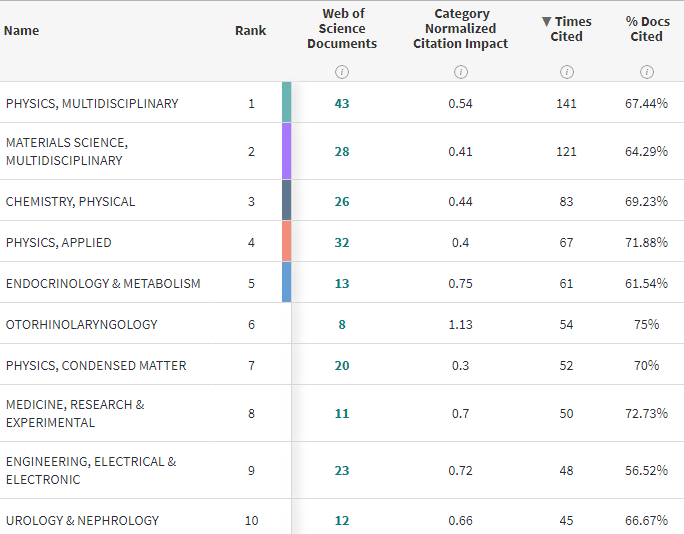 Name Rank Web of Science Documents Category Normalized Citation Impact ▼ Times Cited % Docs Cited
PHYSICS, MULTIDISCIPLINARY 1 43 0.54 141 67.44%
MATERIALS SCIENCE,
MULTIDISCIPLINARY 2 28 0.41 121 64.29%
CHEMISTRY, PHYSICAL 3 26 0.44 83 69.23%
PHYSICS, APPLIED 4 32 0.4 67 71.88%
ENDOCRINOLOGY & METABOLISM 5 13 0.75 61 61.54%
OTORHINOLARYNGOLOGY 6 8 1.13 54 75%
PHYSICS, CONDENSED MATTER 7 20 0.3 52 70%
MEDICINE, RESEARCH &
EXPERIMENTAL 8 11 0.7 50 72.73%
ENGINEERING, ELECTRICAL &
ELECTRONIC 9 23 0.72 48 56.52%
UROLOGY & NEPHROLOGY 10 12 0.66 45 66.67%